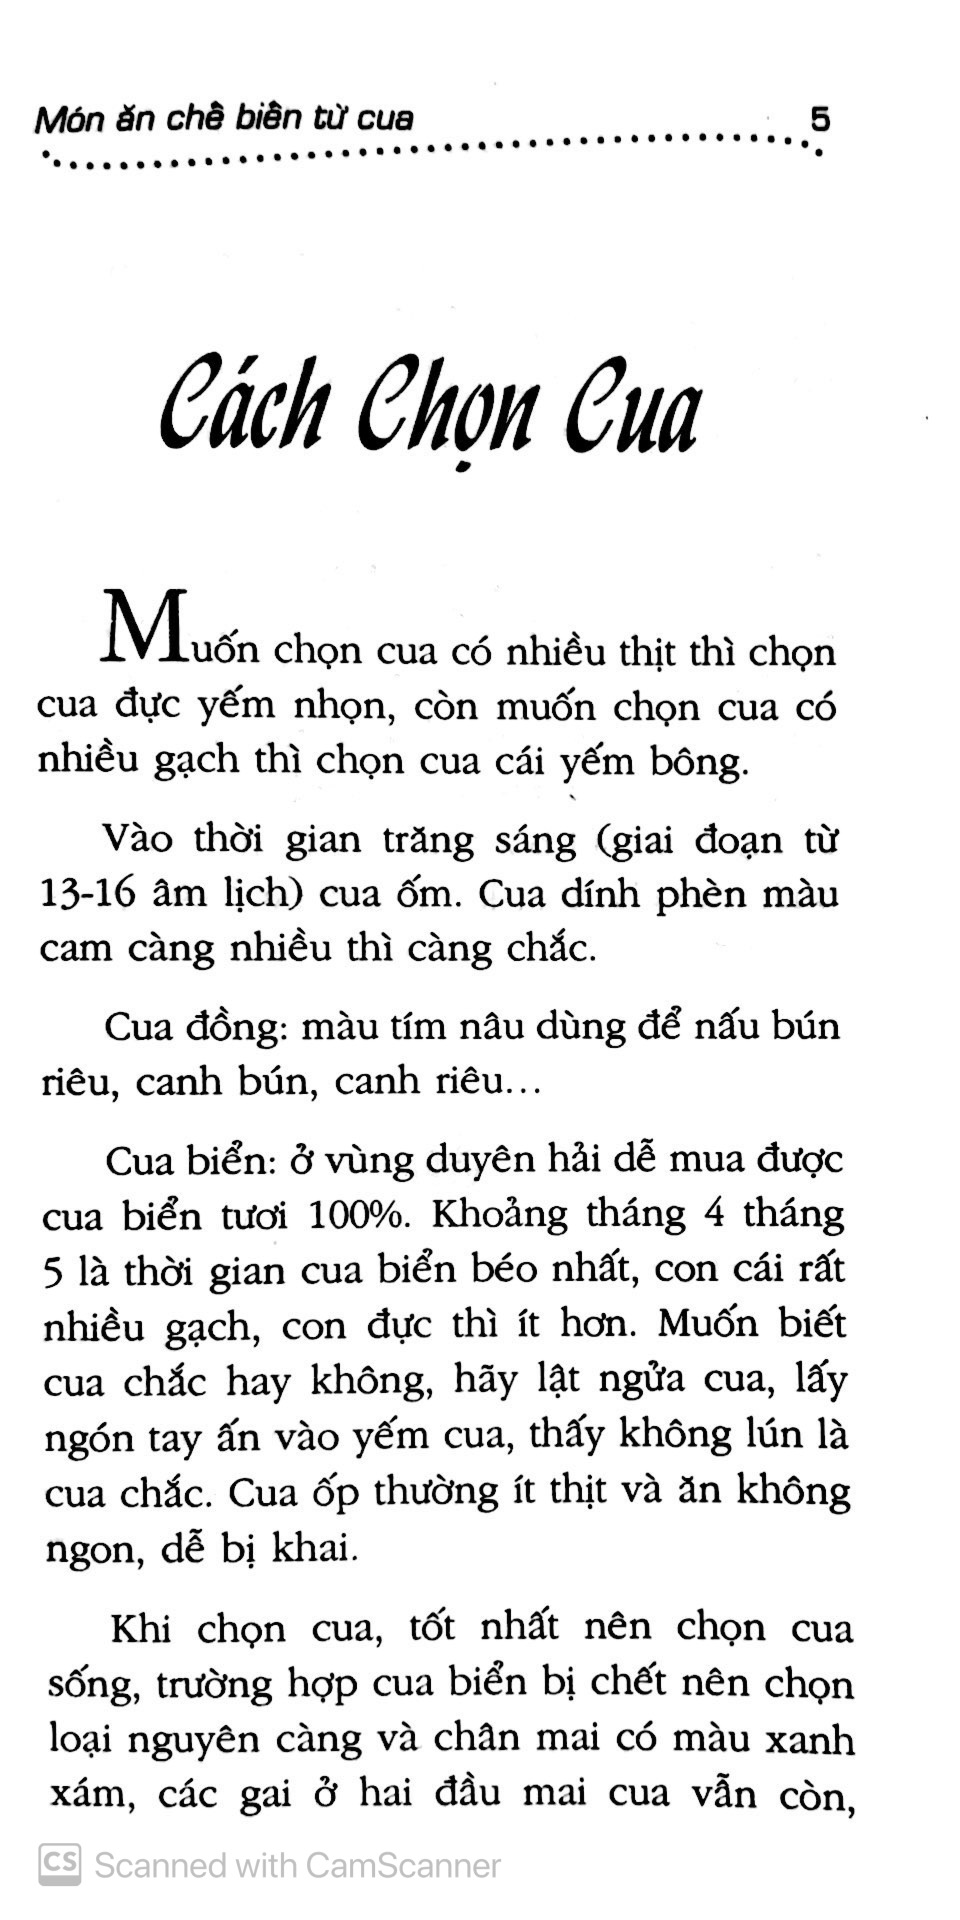 Món ăn chế biến từ cua 5
Cách Chọn Cua
Muốn chọn cua có nhiều thịt thì chọn
cua đực yếm nhọn, còn muốn chọn cua có
nhiều gạch thì chọn cua cái yếm bông.
Vào thời gian trăng sáng (giai đoạn từ
13-16 âm lịch) cua ốm. Cua dính phèn màu
cam càng nhiều thì càng chắc.
Cua đồng: màu tím nâu dùng để nấu bún
riêu, canh bún, canh riêu...
Cua biển: ở vùng duyên hải dễ mua được
cua biển tươi 100%. Khoảng tháng 4 tháng
5 là thời gian cua biển béo nhất, con cái rất
nhiều gạch, con đực thì ít hơn. Muốn biết
cua chắc hay không, hãy lật ngửa cua, lấy
ngón tay ấn vào yếm cua, thấy không lún là
cua chắc. Cua ốp thường ít thịt và ăn không
ngon, dễ bị khai.
Khi chọn cua, tốt nhất nên chọn cua
sống, trường hợp cua biển bị chết nên chọn
loại nguyên càng và chân mai có màu xanh
xám, các gai ở hai đầu mai cua vẫn còn,
CS Scanned with CamScanner